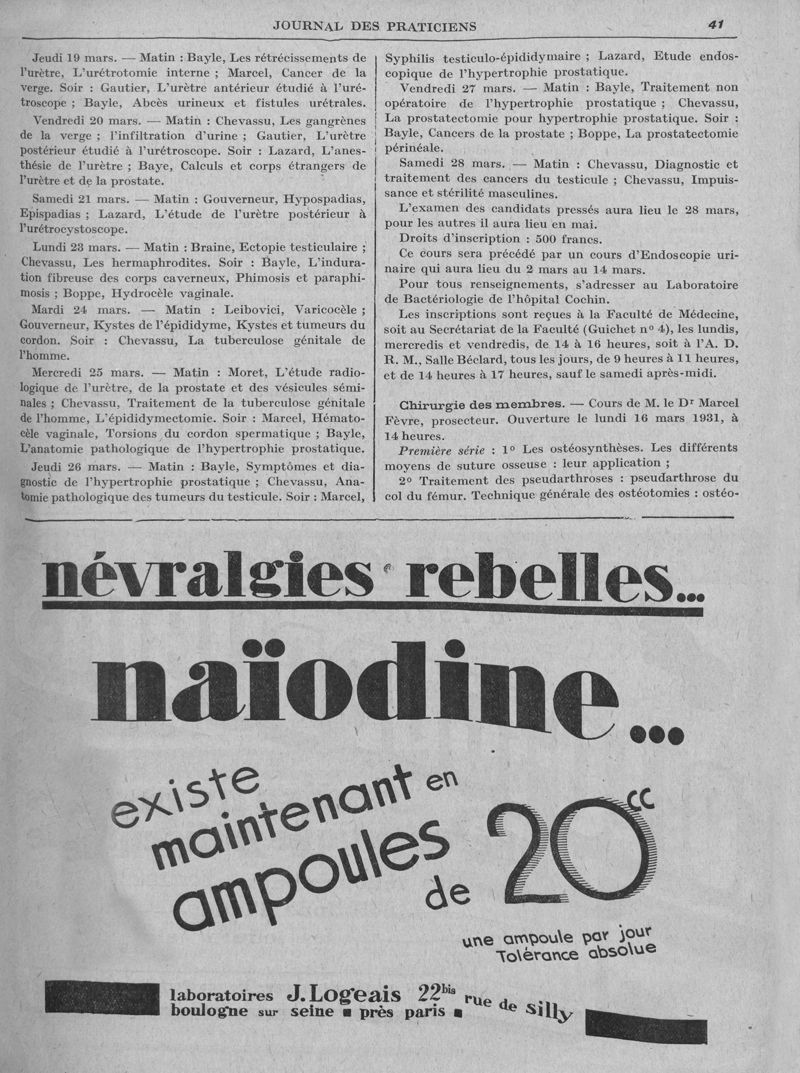 JOURNAL DES PRATICIENS
41
Jeudi 19 mars. — Matin : Bayle, Les rétrécissements de
l'urètre, L'urétrotomie interne ; Marcel, Cancer de la
verge. Soir : Gautier, L'urètre antérieur étudié à l'uré-
troscope ; Bayle, Abcès urineux et fistules urétrales.
Vendredi 20 mars. — Matin : Chevassu, Les gangrènes
de la verge ; l'infiltration d'urine ; Gautier, L'urètre
postérieur étudié à l'urétroscope. Soir : Lazard, L'anes-
thésie de l'urètre ; Baye, Calculs et corps étrangers de
l'urètre et de la prostate.
Samedi 21 mars. — Matin : Gouverneur, Hypospadias,
Epispadias ; Lazard, L'étude de l'urètre postérieur à
l'urétrocystoscope.
Lundi 23 mars. — Matin : Braine, Ectopie testiculaire ;
Chevassu, Les hermaphrodites. Soir : Bayle, L'indura-
tion fibreuse des corps caverneux, Phimosis et paraphi-
mosis ; Boppe, Hydrocèle vaginale.
Mardi 24 mars. — Matin : Leibovici, Varicocèle ;
Gouverneur, Kystes de l'épididyme, Kystes et tumeurs du
cordon. Soir : Chevassu, La tuberculose génitale de
l'homme.
Mercredi 25 mars. — Matin : Moret, L'étude radio-
logique de l'urètre, de la prostate et des vésicules sémi-
nales ; Chevassu, Traitement de la tuberculose génitale
de l'homme, L'épididymectomie. Soir : Marcel, Hémato-
cèle vaginale, Torsions du cordon spermatique ; Bayle,
L'anatomie pathologique de l'hypertrophie prostatique.
Jeudi 26 mars. — Matin : Bayle, Symptômes et dia-
gnostic de l'hypertrophie prostatique ; Chevassu, Ana-
tomie pathologique des tumeurs du testicule. Soir : Marcel,
Syphilis testiculo-épididymaire ; Lazard, Etude endos-
copique de l'hypertrophie prostatique.
Vendredi 27 mars. — Matin : Bayle, Traitement non
opératoire de l'hypertrophie prostatique ; Chevassu,
La prostatectomie pour hypertrophie prostatique. Soir :
Bayle, Cancers de la prostate ; Boppe, La prostatectomie
périnéale.
Samedi 28 mars. — Matin : Chevassu, Diagnostic et
traitement des cancers du testicule ; Chevassu, Impuis-
sance et stérilité masculines.
L'examen des candidats pressés aura lieu le 28 mars,
pour les autres il aura lieu en mai.
Droits d'inscription : 500 francs.
Ce cours sera précédé par un cours d'Endoscopie uri-
naire qui aura lieu du 2 mars au 14 mars.
Pour tous renseignements, s'adresser au Laboratoire
de Bactériologie de l'hôpital Cochin.
Les inscriptions sont reçues à la Faculté de Médecine,
soit au Secrétariat de la Faculté (Guichet nº 4), les lundis,
mercredis et vendredis, de 14 à 16 heures, soit à l'A. D.
R. M., Salle Béclard, tous les jours, de 9 heures à 11 heures,
et de 14 heures à 17 heures, sauf le samedi après-midi.
Chirurgie des membres. — Cours de M. le Dr Marcel
Fèvre, prosecteur. Ouverture le lundi 16 mars 1931, à
14 heures.
Première série : 1º Les ostéosynthèses. Les différents
moyens de suture osseuse : leur application ;
2º Traitement des pseudarthroses : pseudarthrose du
col du fémur. Technique générale des ostéotomies : ostéo-
névralgies rebelles...
naïodine...
existe
maintenant en
ampoules
de 20cc
une ampoule par jour
Tolérance absolue
laboratoires J. Logeais 22bis rue de silly
boulogne sur seine ■ près paris ■